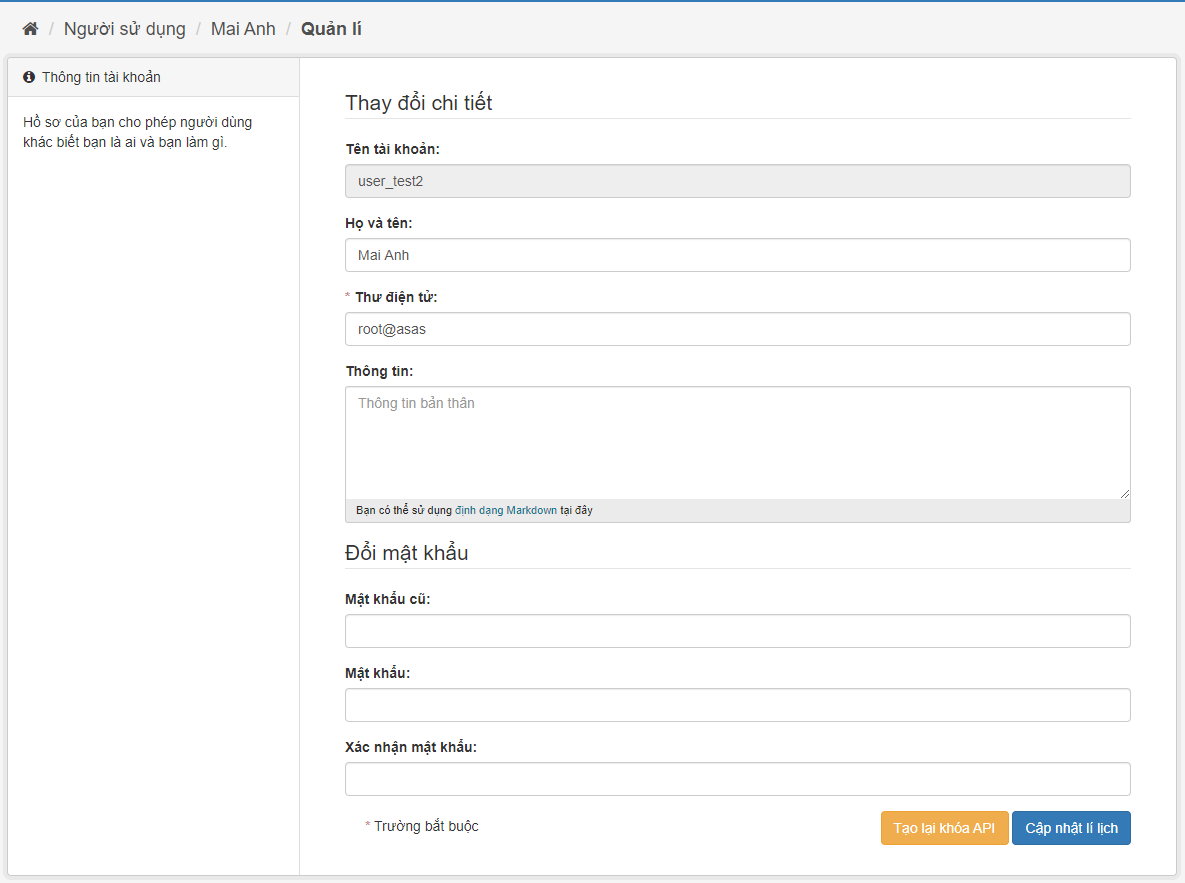 / Người sử dụng / Mai Anh / Quản lí
Thông tin tài khoản
Hồ sơ của bạn cho phép người dùng
khác biết bạn là ai và bạn làm gì.
Thay đổi chi tiết
Tên tài khoản:
user_test2
Họ và tên:
Mai Anh
* Thư điện tử:
root@asas
Thông tin:
Thông tin bản thân
Bạn có thể sử dụng định dạng Markdown tại đây
Đổi mật khẩu
Mật khẩu cũ:
Mật khẩu:
Xác nhận mật khẩu:
* Trường bắt buộc
Tạo lại khóa API
Cập nhật lí lịch